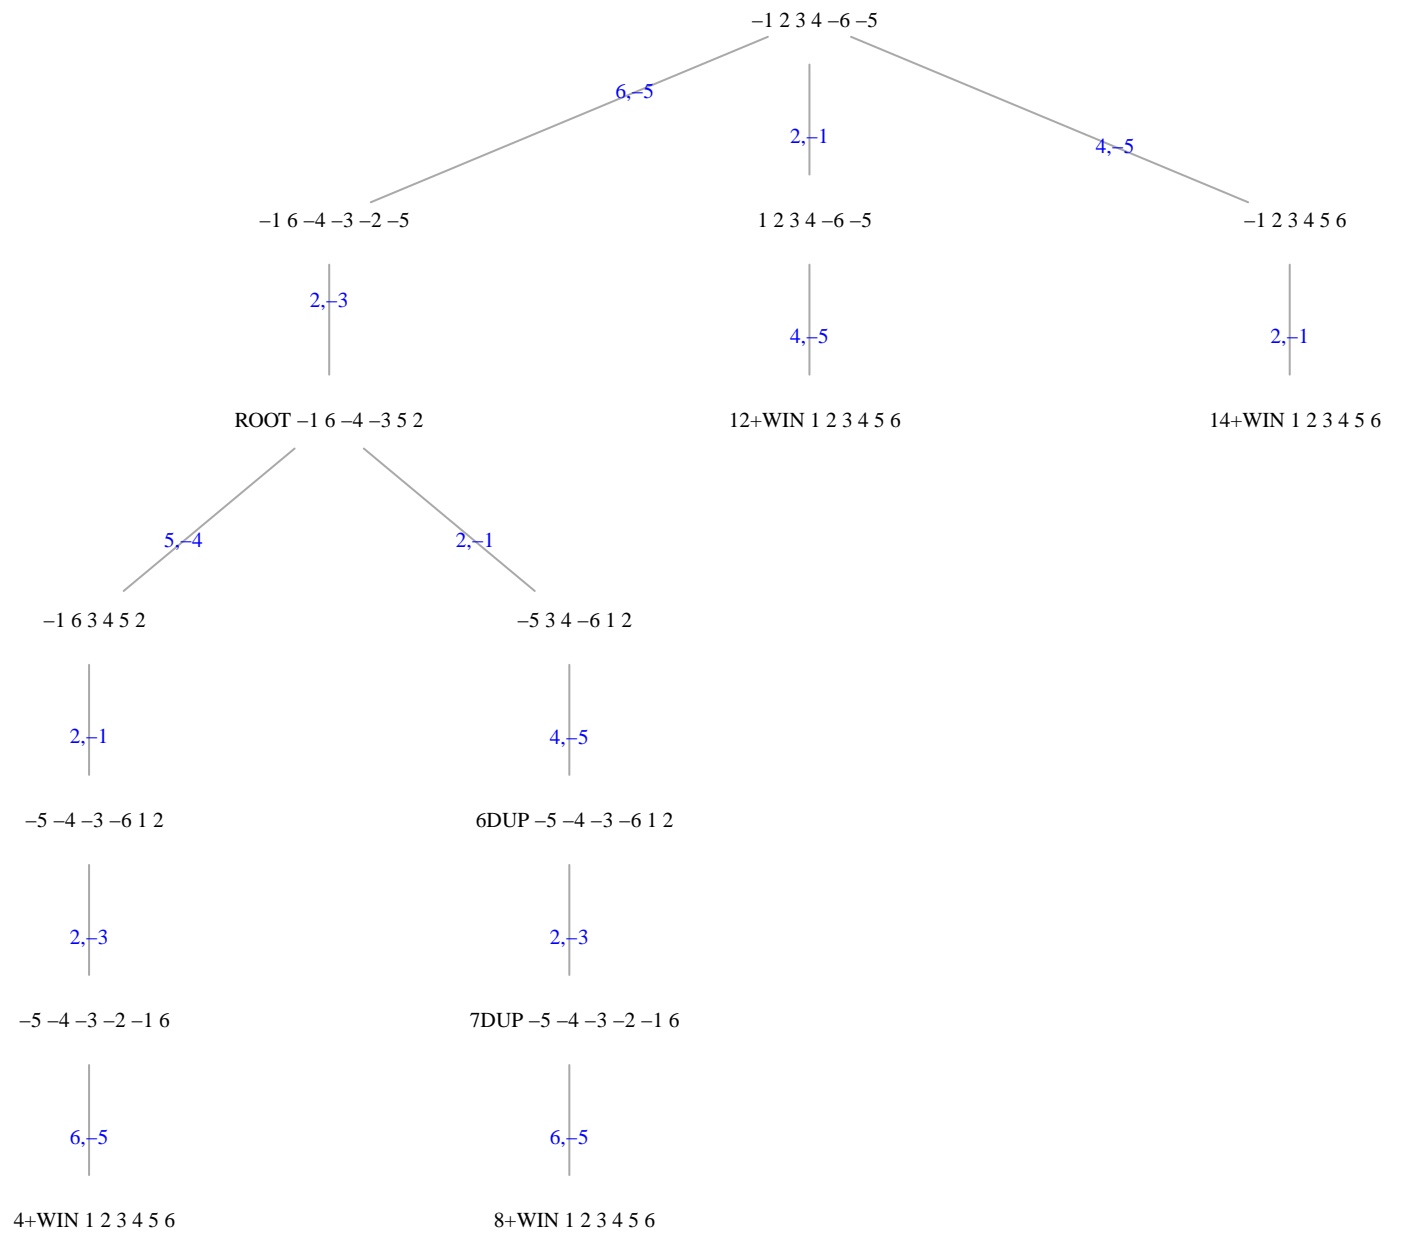 –1 2 3 4 –6 –5
6,–5
2,–1
4,–5
–1 6 –4 –3 –2 –5
1 2 3 4 –6 –5
–1 2 3 4 5 6
2,–3
4,–5
2,–1
ROOT –1 6 –4 –3 5 2
12+WIN 1 2 3 4 5 6
14+WIN 1 2 3 4 5 6
5,–4
2,–1
–1 6 3 4 5 2
–5 3 4 –6 1 2
2,–1
4,–5
–5 –4 –3 –6 1 2
6DUP –5 –4 –3 –6 1 2
2,–3
2,–3
–5 –4 –3 –2 –1 6
7DUP –5 –4 –3 –2 –1 6
6,–5
6,–5
4+WIN 1 2 3 4 5 6
8+WIN 1 2 3 4 5 6